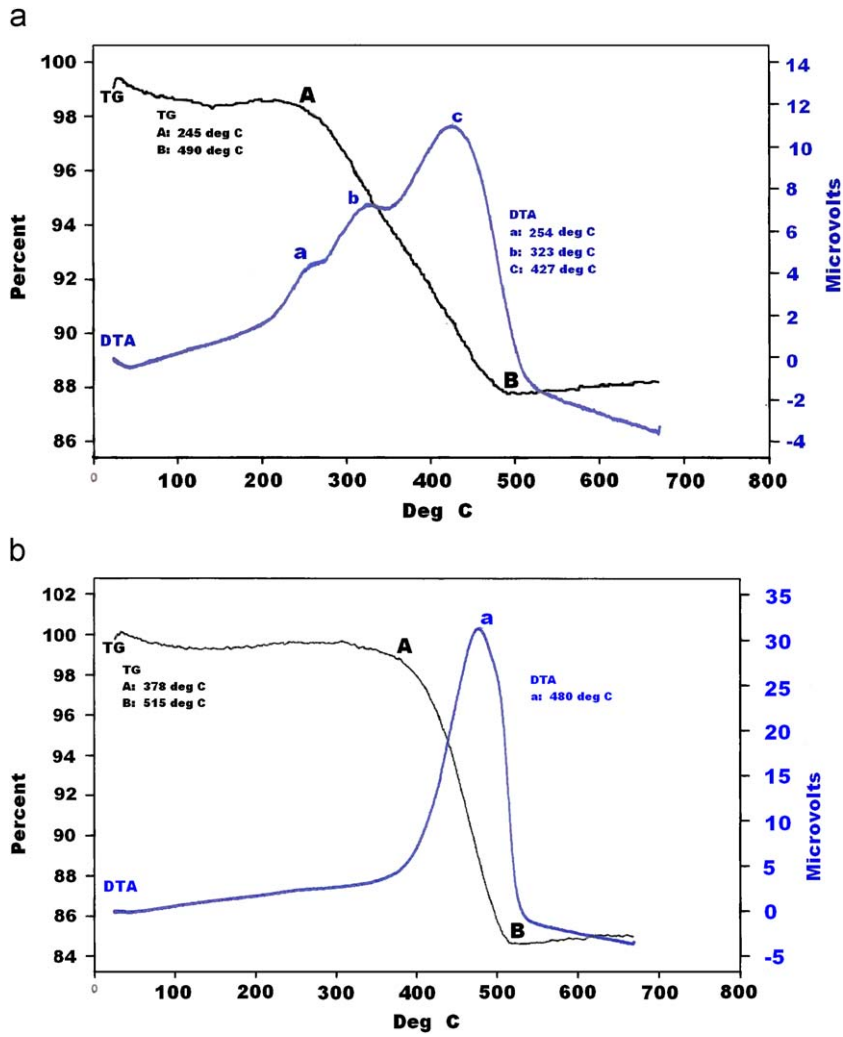 a
100
98
96
94
92
90
88
86
Percent
TG
TG
A: 245 deg C
B: 490 deg C
A
B
a
b
c
DTA
DTA
a: 254 deg C
b: 323 deg C
C: 427 deg C
14
12
10
8
6
4
2
0
-2
-4
Microvolts
0 100 200 300 400 500 600 700 800
Deg C
b
102
100
98
96
94
92
90
88
86
84
Percent
TG
TG
A: 378 deg C
B: 515 deg C
A
B
a
DTA
DTA
a: 480 deg C
35
30
25
20
15
10
5
0
-5
Microvolts
0 100 200 300 400 500 600 700 800
Deg C